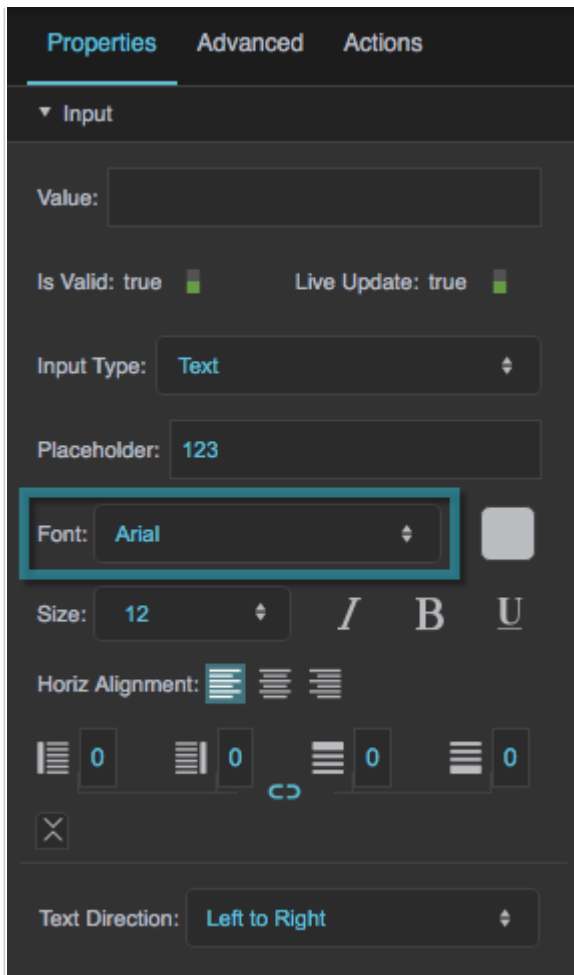 Properties Advanced Actions
Input
Value:
Is Valid: true Live Update: true
Input Type: Text
Placeholder: 123
Font: Arial
Size: 12 I B U
Horiz Alignment:
0 0 0 0
Text Direction: Left to Right